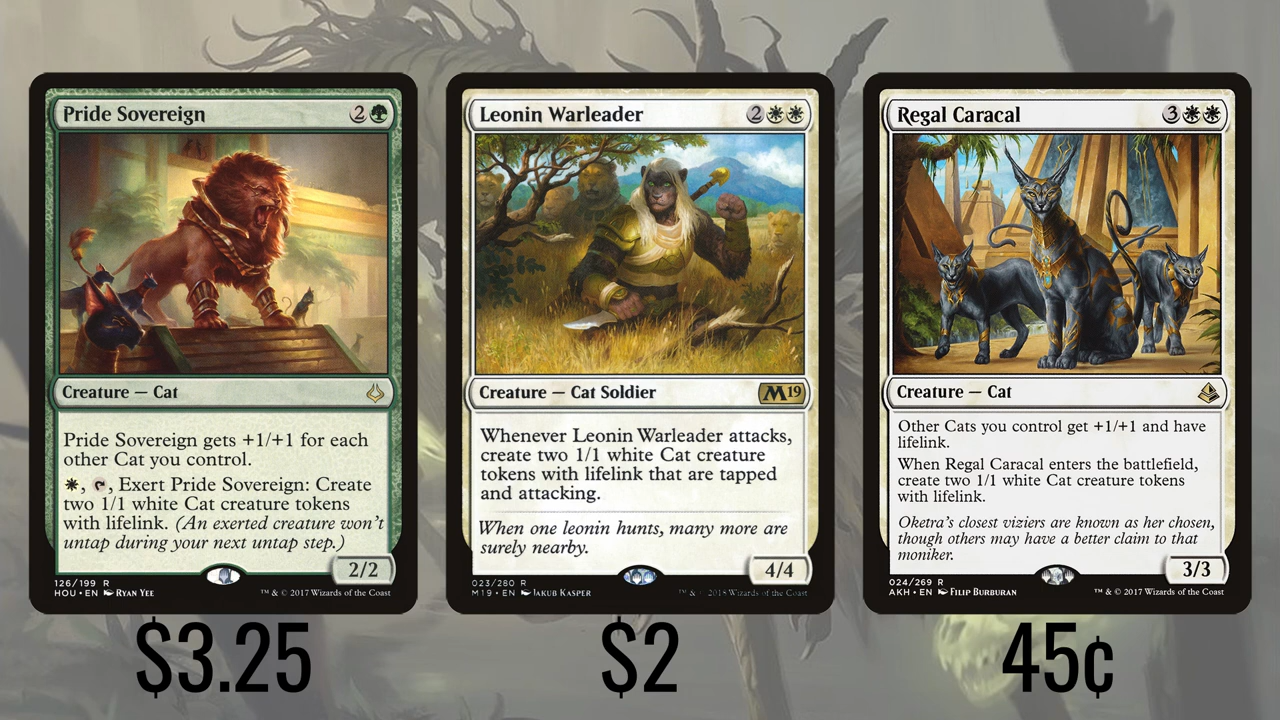 Pride Sovereign 2
Creature — Cat
Pride Sovereign gets +1/+1 for each
other Cat you control.
, , Exert Pride Sovereign: Create
two 1/1 white Cat creature tokens
with lifelink. (An exerted creature won't
untap during your next untap step.)
2/2
126/199 R
HOU • EN Ryan Yee
™ & © 2017 Wizards of the Coast
$3.25
Leonin Warleader 2
Creature — Cat Soldier
M19
Whenever Leonin Warleader attacks,
create two 1/1 white Cat creature
tokens with lifelink that are tapped
and attacking.
When one leonin hunts, many more are
surely nearby.
4/4
023/280 R
M19 • EN Jakub Kasper
™ & © 2018 Wizards of the Coast
$2
Regal Caracal 3
Creature — Cat
Other Cats you control get +1/+1 and have
lifelink.
When Regal Caracal enters the battlefield,
create two 1/1 white Cat creature tokens
with lifelink.
Oketra's closest viziers are known as her chosen,
though others may have a better claim to that
moniker.
3/3
024/269 R
AKH • EN Filip Burburan
™ & © 2017 Wizards of the Coast
45¢